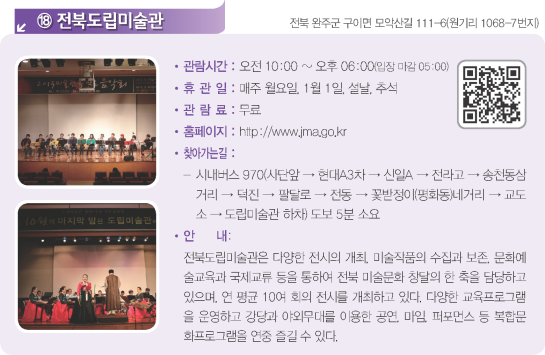 ⑱ 전북도립미술관
전북 완주군 구이면 모악산길 111-6(원기리 1068-7번지)
• 관람시간 : 오전 10:00 ~ 오후 06:00(입장 마감 05:00)
• 휴 관 일 : 매주 월요일, 1월 1일, 설날, 추석
• 관 람 료 : 무료
• 홈페이지 : http://www.jma.go.kr
• 찾아가는길 :
– 시내버스 970(사단앞 → 현대A3차 → 신일A → 전라고 → 송천동삼
거리 → 덕진 → 팔달로 → 전동 → 꽃밭정이(평화동)네거리 → 교도
소 → 도립미술관 하차) 도보 5분 소요
• 안 내:
전북도립미술관은 다양한 전시의 개최, 미술작품의 수집과 보존, 문화예
술교육과 국제교류 등을 통하여 전북 미술문화 창달의 한 축을 담당하고
있으며, 연 평균 10여 회의 전시를 개최하고 있다. 다양한 교육프로그램
을 운영하고 강당과 야외무대를 이용한 공연, 마임, 퍼포먼스 등 복합문
화프로그램을 연중 즐길 수 있다.
마지막 밤을 도립미술관